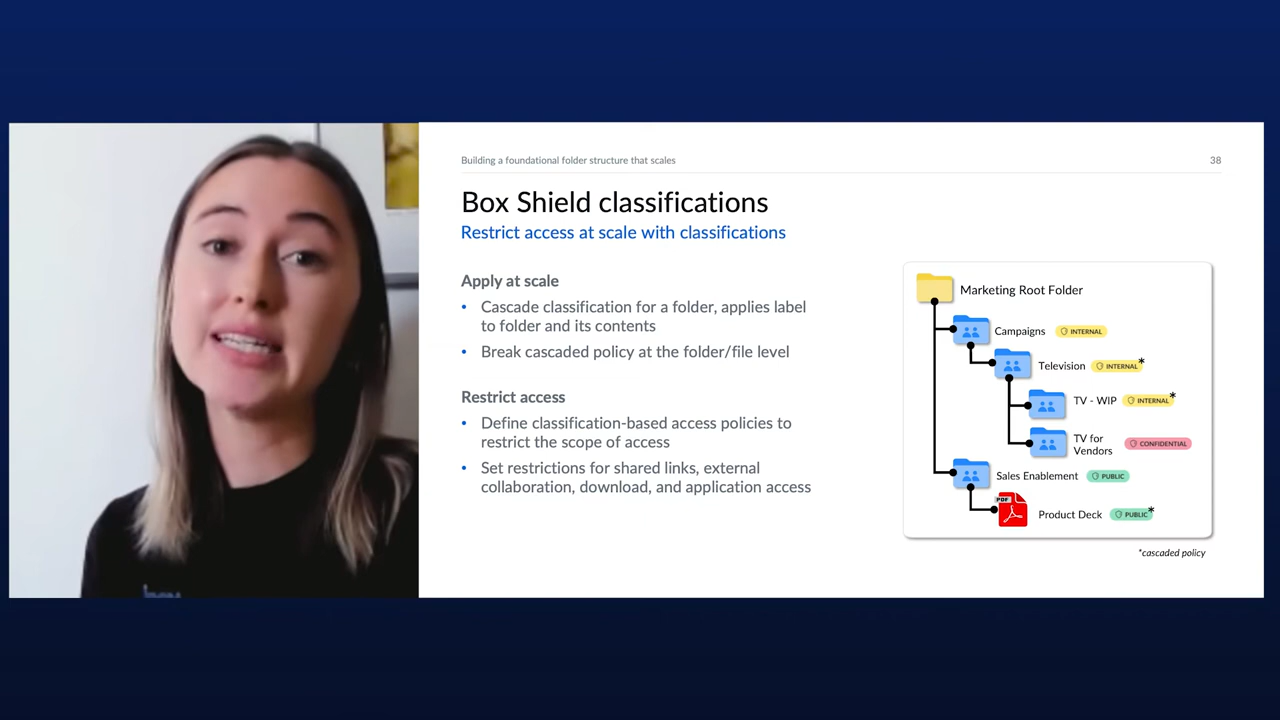 Building a foundational folder structure that scales
38
Box Shield classifications
Restrict access at scale with classifications
Apply at scale
• Cascade classification for a folder, applies label
to folder and its contents
• Break cascaded policy at the folder/file level
Restrict access
• Define classification-based access policies to
restrict the scope of access
• Set restrictions for shared links, external
collaboration, download, and application access
Marketing Root Folder
Campaigns INTERNAL
Television INTERNAL*
TV - WIP INTERNAL*
TV for
Vendors CONFIDENTIAL
Sales Enablement PUBLIC
PDF
Product Deck PUBLIC*
*cascaded policy